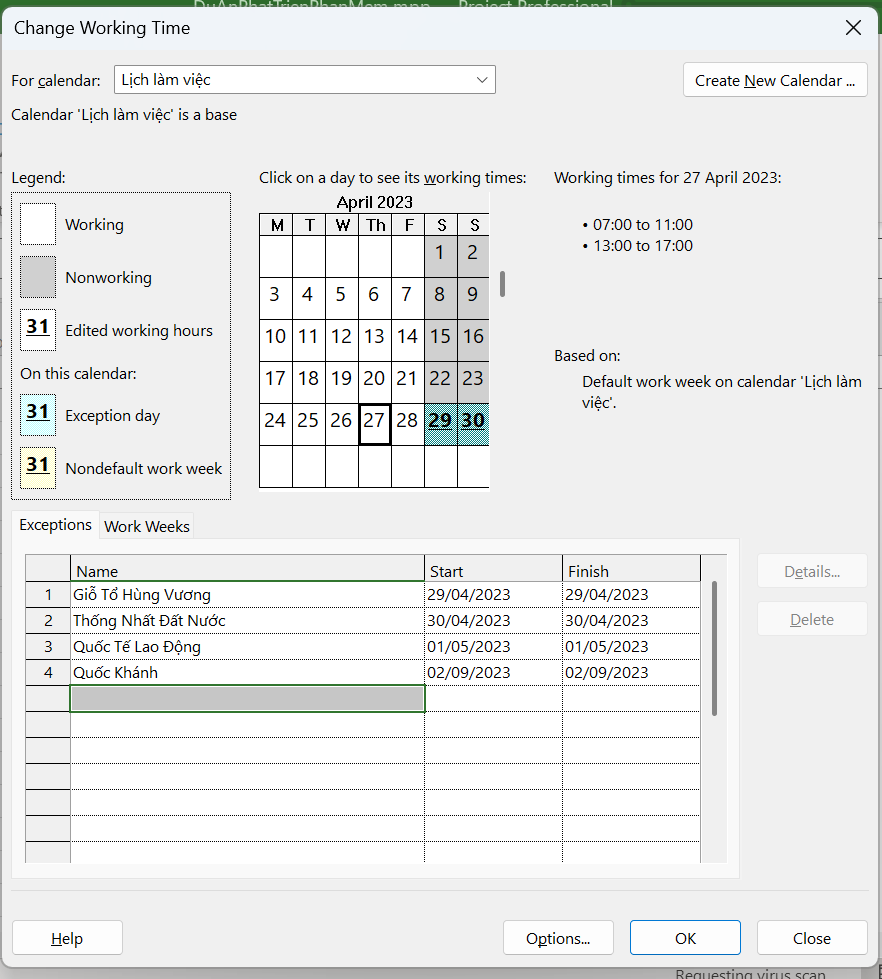 DuAnPhatTrienPhanMem.mpp - Project Professional
Change Working Time
For calendar: Lịch làm việc
Create New Calendar ...
Calendar 'Lịch làm việc' is a base
Legend:
Working
Nonworking
31 Edited working hours
On this calendar:
31 Exception day
31 Nondefault work week
Click on a day to see its working times:
April 2023
M T W Th F S S
1 2
3 4 5 6 7 8 9
10 11 12 13 14 15 16
17 18 19 20 21 22 23
24 25 26 27 28 29 30
Working times for 27 April 2023:
• 07:00 to 11:00
• 13:00 to 17:00
Based on:
Default work week on calendar 'Lịch làm
việc'.
Exceptions Work Weeks
Name Start Finish
1 Giỗ Tổ Hùng Vương 29/04/2023 29/04/2023
2 Thống Nhất Đất Nước 30/04/2023 30/04/2023
3 Quốc Tế Lao Động 01/05/2023 01/05/2023
4 Quốc Khánh 02/09/2023 02/09/2023
Details...
Delete
Help Options... OK Close
Requesting virus scan